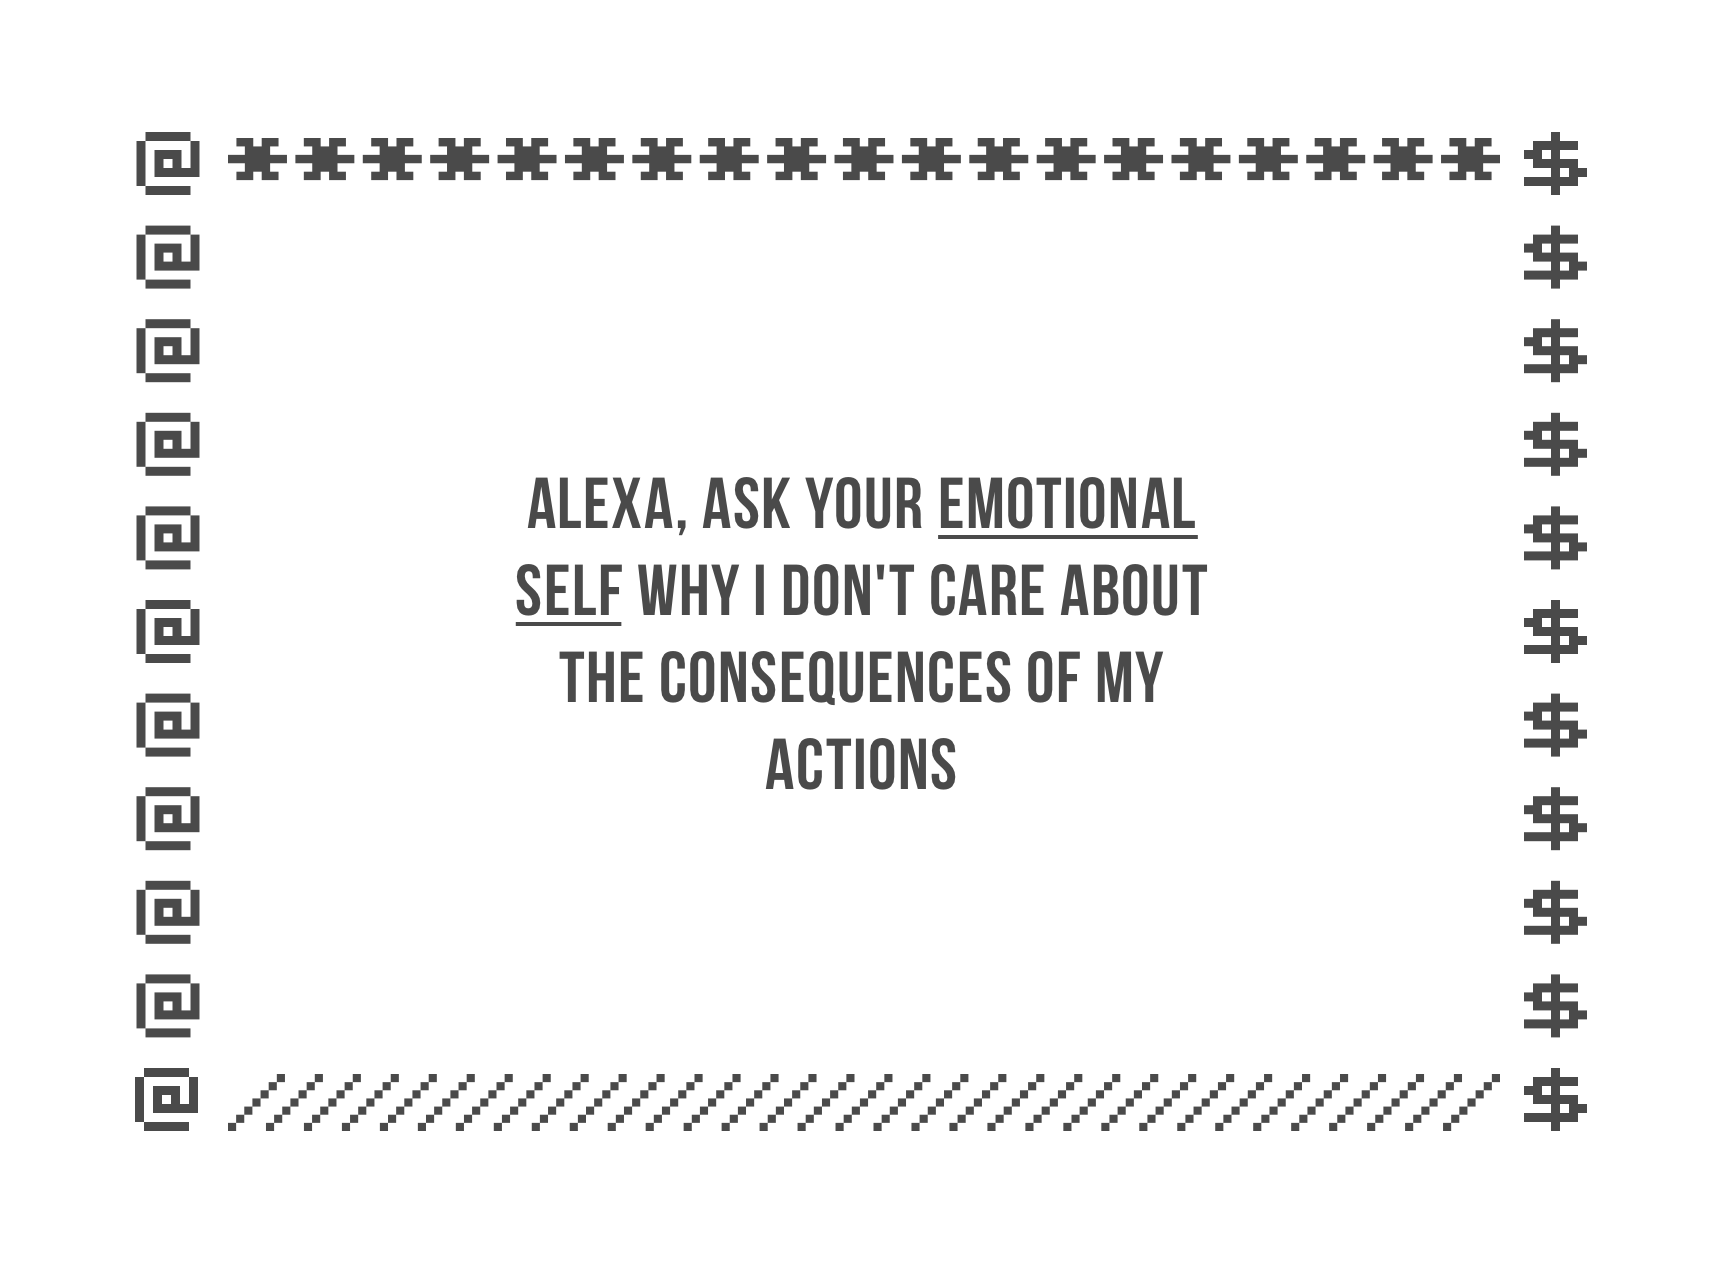 @ ******************* $
@ $
@ $
@ $
ALEXA, ASK YOUR EMOTIONAL
@ $
SELF WHY I DON'T CARE ABOUT
@ $
THE CONSEQUENCES OF MY
@ $
ACTIONS
@ $
@ $
@ $
@ ///////////////////////////////// $